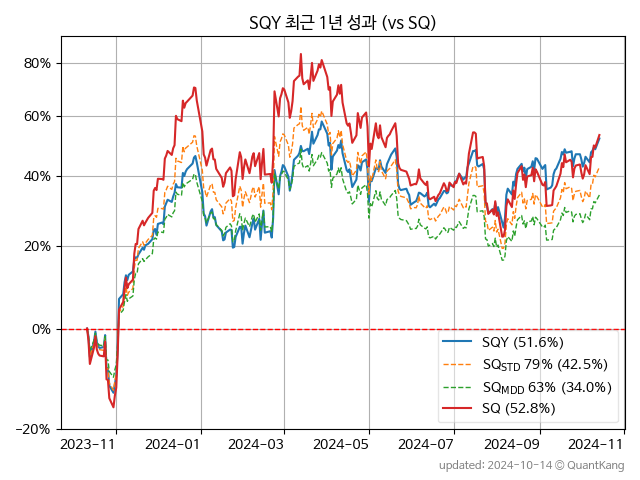 SQY 최근 1년 성과 (vs SQ)
80%
60%
40%
20%
0%
−20%
SQY (51.6%)
SQSTD 79% (42.5%)
SQMDD 63% (34.0%)
SQ (52.8%)
2023-11 2024-01 2024-03 2024-05 2024-07 2024-09 2024-11
updated: 2024-10-14 © QuantKang